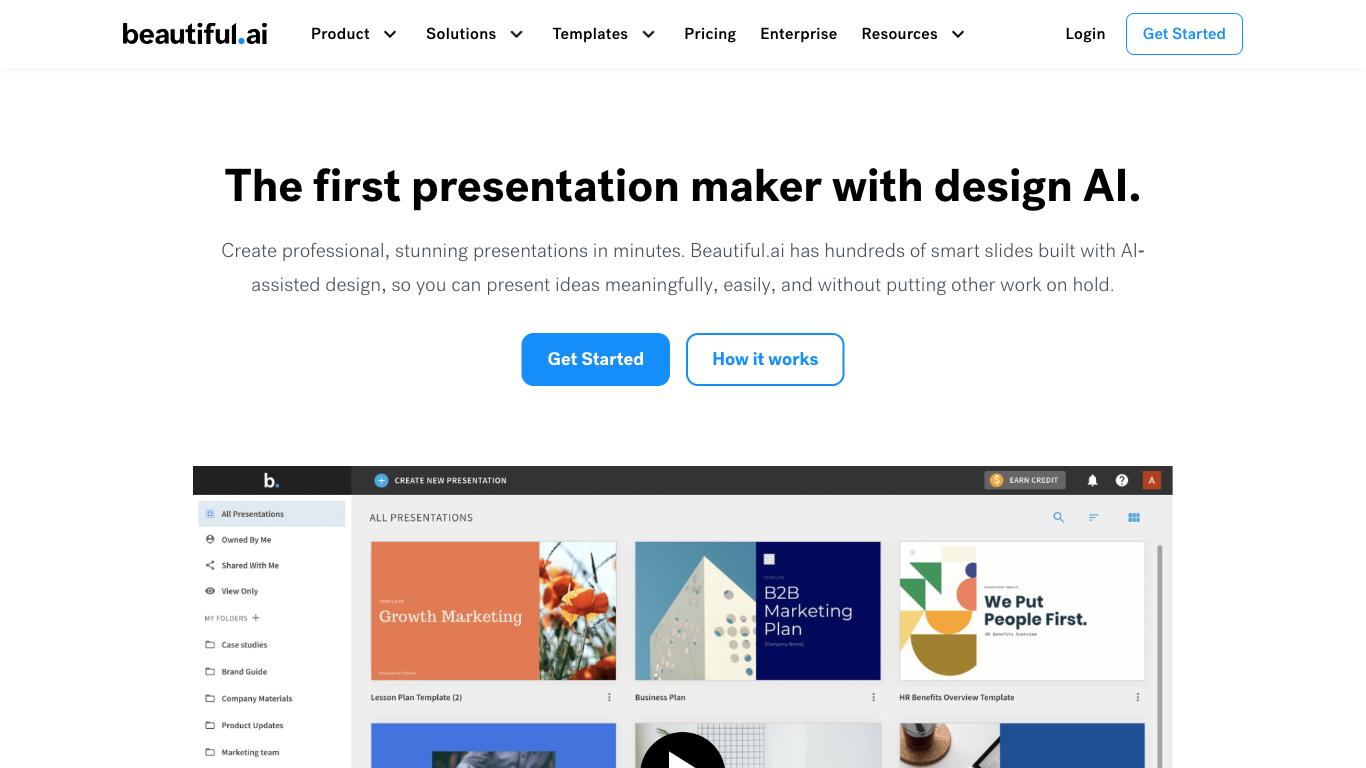 beautiful.ai
Product
Solutions
Templates
Pricing
Enterprise
Resources
Login
Get Started
The first presentation maker with design AI.
Create professional, stunning presentations in minutes. Beautiful.ai has hundreds of smart slides built with AI-
assisted design, so you can present ideas meaningfully, easily, and without putting other work on hold.
Get Started
How it works
b.
CREATE NEW PRESENTATION
$
EARN CREDIT
?
A
All Presentations
Owned By Me
Shared With Me
View Only
MY FOLDERS +
Case studies
Brand Guide
Company Materials
Product Updates
Marketing team
ALL PRESENTATIONS
TEMPLATE
Growth Marketing
Lesson Plan Template (2)
TEMPLATE
B2B
Marketing
Plan
[Company Name]
Business Plan
PRESENTATION TEMPLATE
We Put
People First.
HR Benefits Overview
HR Benefits Overview Template